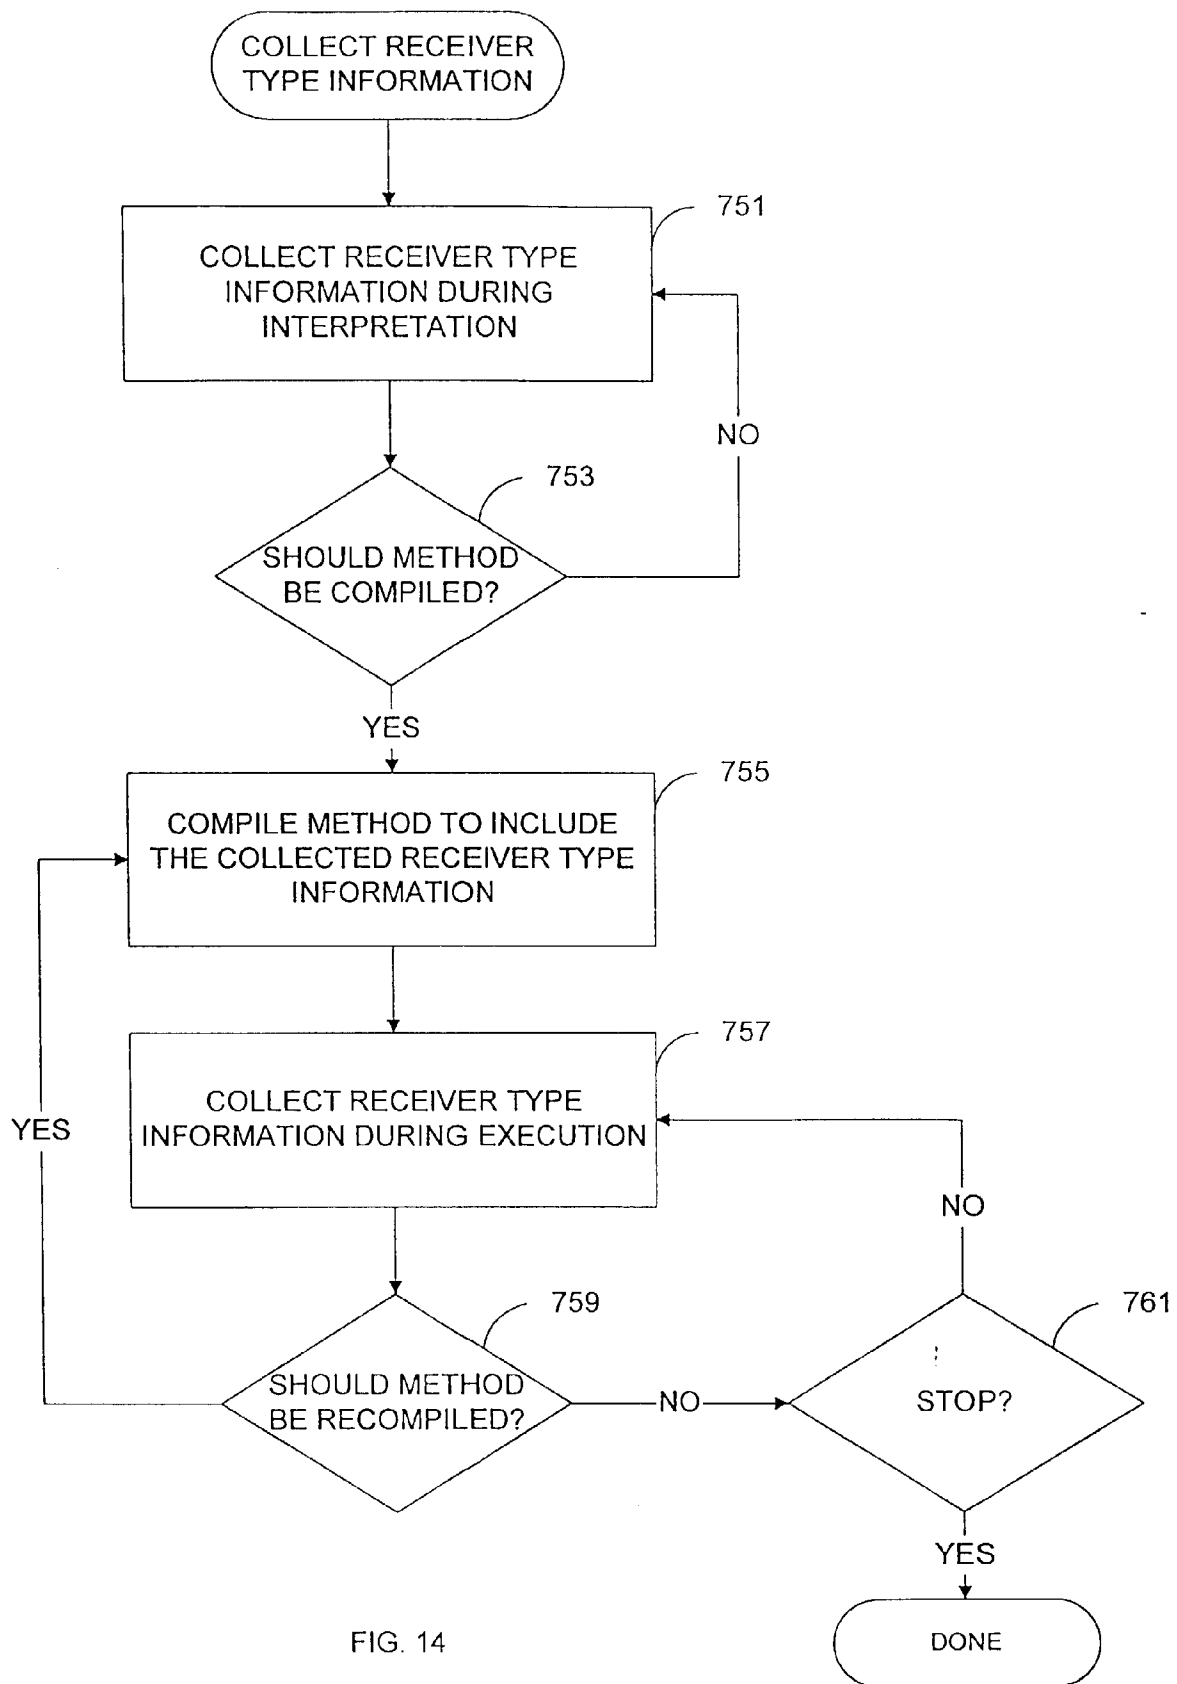 COLLECT RECEIVER
TYPE INFORMATION
751
COLLECT RECEIVER TYPE
INFORMATION DURING
INTERPRETATION
NO
753
SHOULD METHOD
BE COMPILED?
YES
755
COMPILE METHOD TO INCLUDE
THE COLLECTED RECEIVER TYPE
INFORMATION
757
COLLECT RECEIVER TYPE
INFORMATION DURING EXECUTION
YES
NO
759
761
SHOULD METHOD
BE RECOMPILED?
NO
STOP?
YES
DONE
FIG. 14